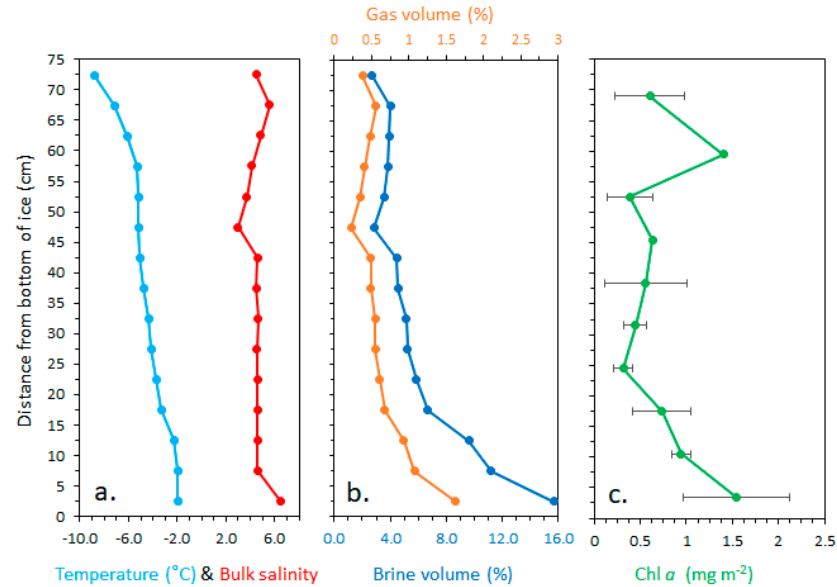 Gas volume (%)
0 0.5 1 1.5 2 2.5 3
75
70
65
60
55
50
45
40
35
30
25
20
15
10
5
0
Distance from bottom of ice (cm)
a.
b.
c.
-10.0 -6.0 -2.0 2.0 6.0
0.0 4.0 8.0 12.0 16.0
0 0.5 1 1.5 2 2.5
Temperature (˚C) & Bulk salinity
Brine volume (%)
Chl a (mg m-2)